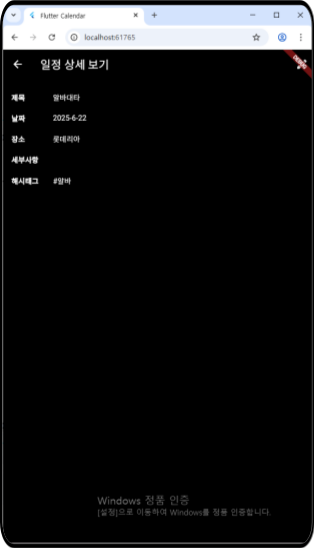 Flutter Calendar
localhost:61765
일정 상세 보기
DEBUG
제목 알바대타
날짜 2025-6-22
장소 롯데리아
세부사항
해시태그 #알바
Windows 정품 인증
[설정]으로 이동하여 Windows를 정품 인증합니다.